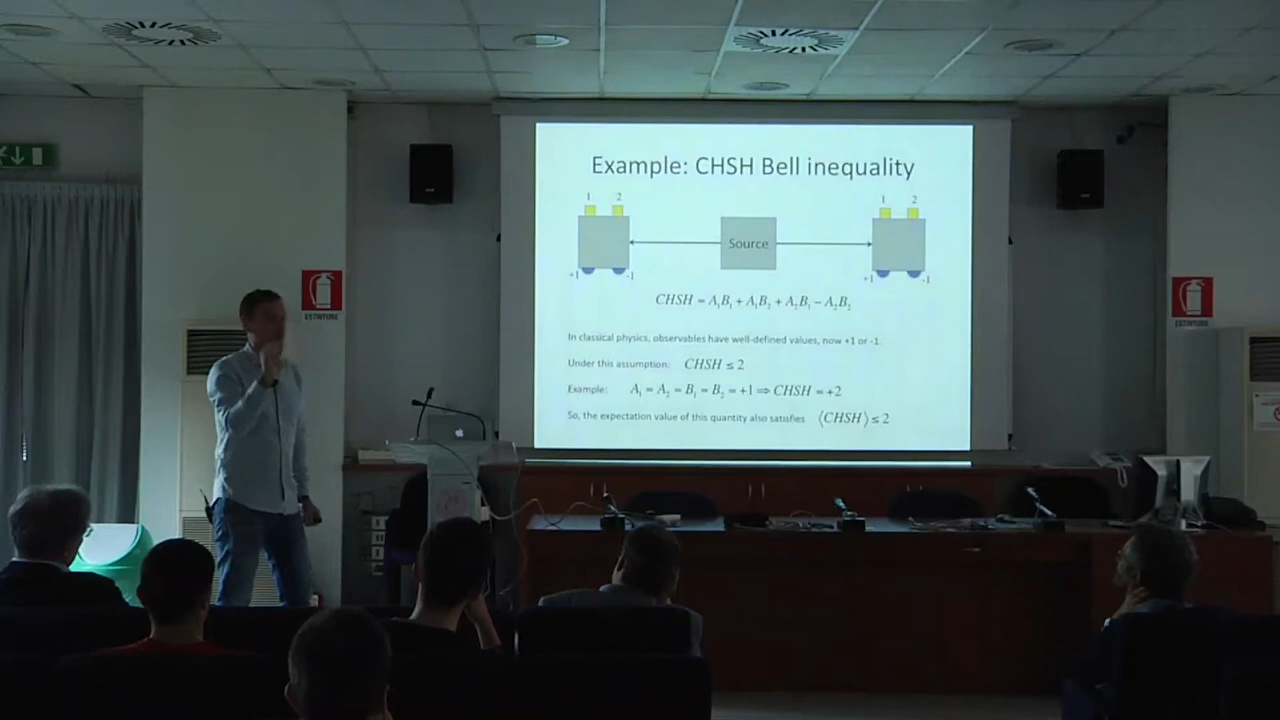 Example: CHSH Bell inequality
1 2
1 2
Source
+1 -1
+1 -1
CHSH = A₁B₁ + A₁B₂ + A₂B₁ − A₂B₂
In classical physics, observables have well-defined values, now +1 or -1.
Under this assumption: CHSH ≤ 2
Example: A₁ = A₂ = B₁ = B₂ = +1 ⇒ CHSH = +2
So, the expectation value of this quantity also satisfies ⟨CHSH⟩ ≤ 2
ESTINTORE
ESTINTORE